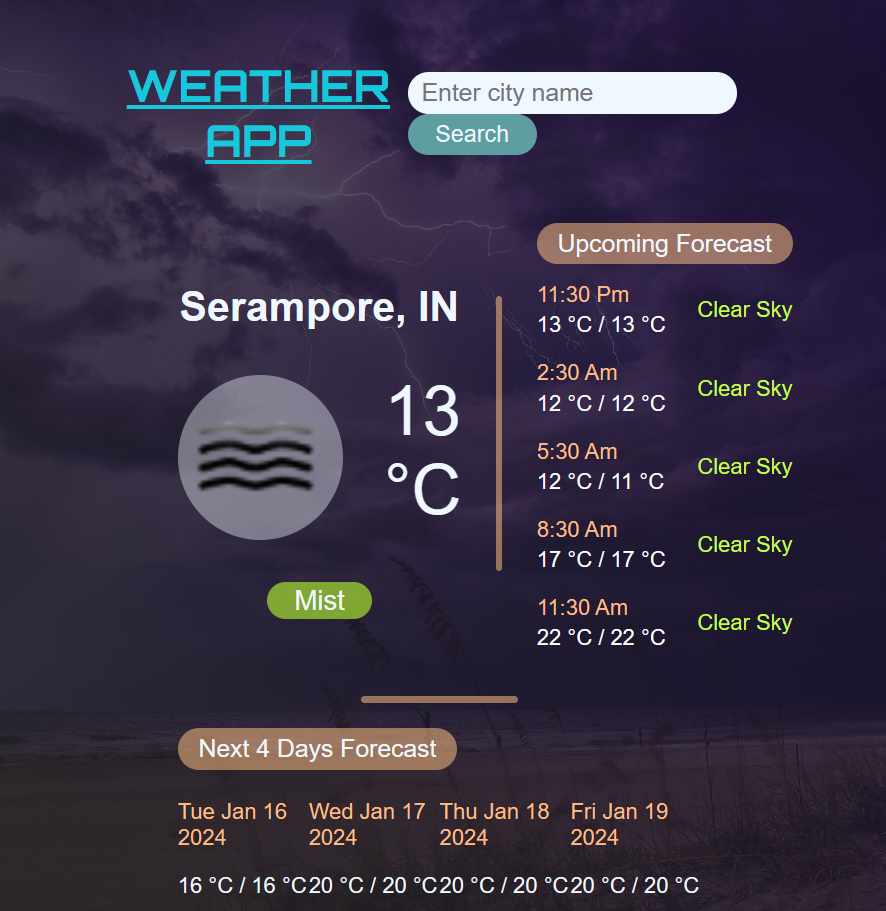 WEATHER
APP
Enter city name
Search
Upcoming Forecast
Serampore, IN
13
°C
Mist
11:30 Pm
13 °C / 13 °C
Clear Sky
2:30 Am
12 °C / 12 °C
Clear Sky
5:30 Am
12 °C / 11 °C
Clear Sky
8:30 Am
17 °C / 17 °C
Clear Sky
11:30 Am
22 °C / 22 °C
Clear Sky
Next 4 Days Forecast
Tue Jan 16
2024
16 °C / 16 °C
Wed Jan 17
2024
20 °C / 20 °C
Thu Jan 18
2024
20 °C / 20 °C
Fri Jan 19
2024
20 °C / 20 °C